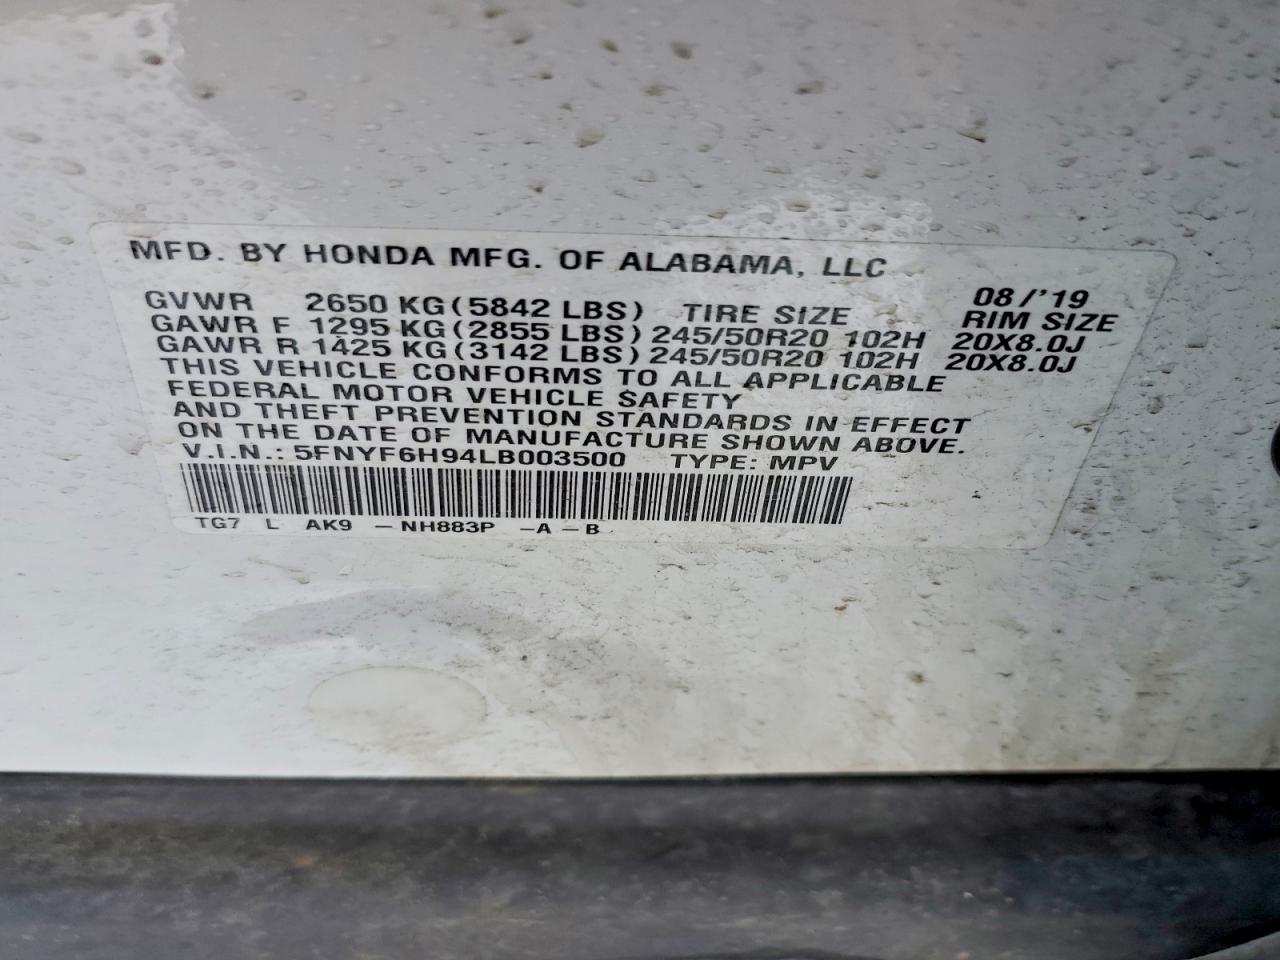 MFD. BY HONDA MFG. OF ALABAMA, LLC
08/'19
GVWR 2650 KG (5842 LBS) TIRE SIZE RIM SIZE
GAWR F 1295 KG (2855 LBS) 245/50R20 102H 20X8.0J
GAWR R 1425 KG (3142 LBS) 245/50R20 102H 20X8.0J
THIS VEHICLE CONFORMS TO ALL APPLICABLE
FEDERAL MOTOR VEHICLE SAFETY
AND THEFT PREVENTION STANDARDS IN EFFECT
ON THE DATE OF MANUFACTURE SHOWN ABOVE.
V.I.N.: 5FNYF6H94LB003500 TYPE: MPV
TG7 L AK9 – NH883P –A – B